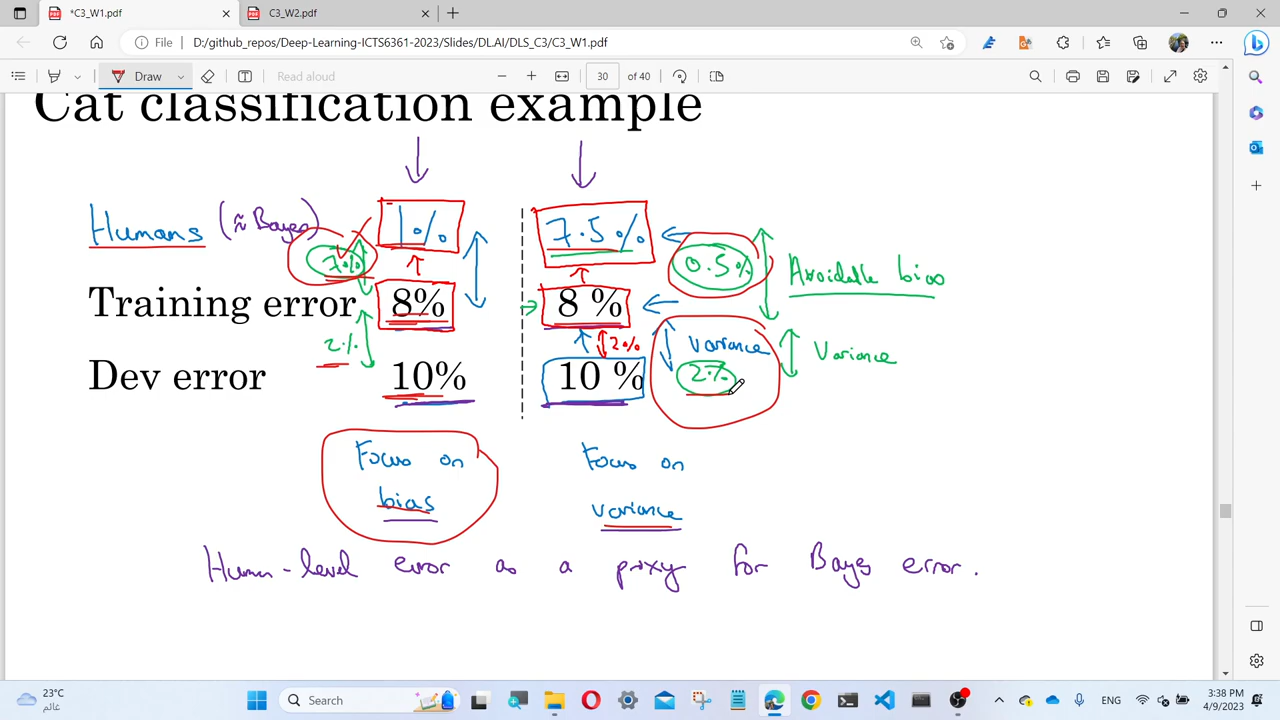 *C3_W1.pdf
C3_W2.pdf
File
D:/github_repos/Deep-Learning-ICTS6361-2023/Slides/DL.AI/DLS_C3/C3_W1.pdf
Draw
Read aloud
30 of 40
Cat classification example
Humans (≈ Bayes) 1% 7.5%
7% 0.5% Avoidable bias
Training error 8% 8 %
2% 2% Variance Variance
Dev error 10% 10 % 2%
Focus on Focus on
bias variance
Human-level error as a proxy for Bayes error.
23°C
غائم
Search
ENG
3:38 PM
4/9/2023